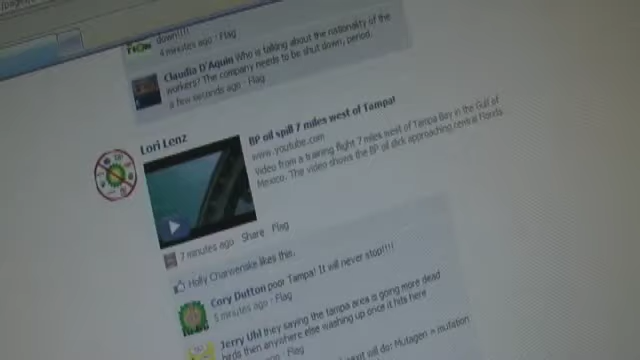 down!!!!
4 minutes ago · Flag
Claudia D'Aquin Who is talking about the nationality of the
workers? The company needs to be shut down, period.
a few seconds ago · Flag
Lori Lenz
BP oil spill 7 miles west of Tampa!
www.youtube.com
Video from a training flight 7 miles west of Tampa Bay in the Gulf of
Mexico. The video shows the BP oil slick approaching central Florida
7 minutes ago Share Flag
likes this.
Cory Dutton poor Tampa! It will never stop!!!!
5 minutes ago · Flag
Jerry Uhl they saying the tampa area is going more dead
birds then anywhere else washing up once it hits here
ago · Flag
will do: Mutagen = mutation